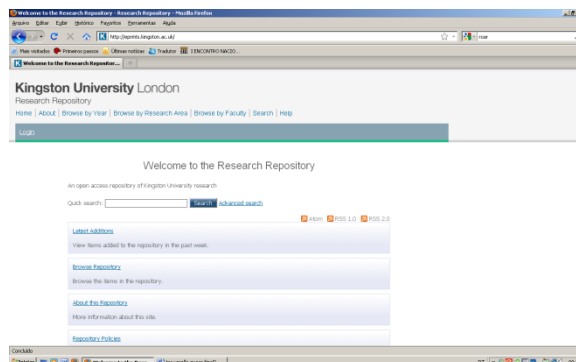 Welcome to the Research Repository - Research Repository - Mozilla Firefox
Arquivo Editar Exibir Histórico Favoritos Ferramentas Ajuda
http://eprints.kingston.ac.uk/
roar
Mais visitados Primeiros passos Últimas notícias Tradutor I ENCONTRO NACIO...
Welcome to the Research Repositor...
Kingston University London
Research Repository
Home | About | Browse by Year | Browse by Research Area | Browse by Faculty | Search | Help
Login
Welcome to the Research Repository
An open access repository of Kingston University research
Quick search: Search Advanced search
Atom RSS 1.0 RSS 2.0
Latest Additions
View items added to the repository in the past week.
Browse Repository
Browse the items in the repository.
About this Repository
More information about this site.
Repository Policies
Concluído